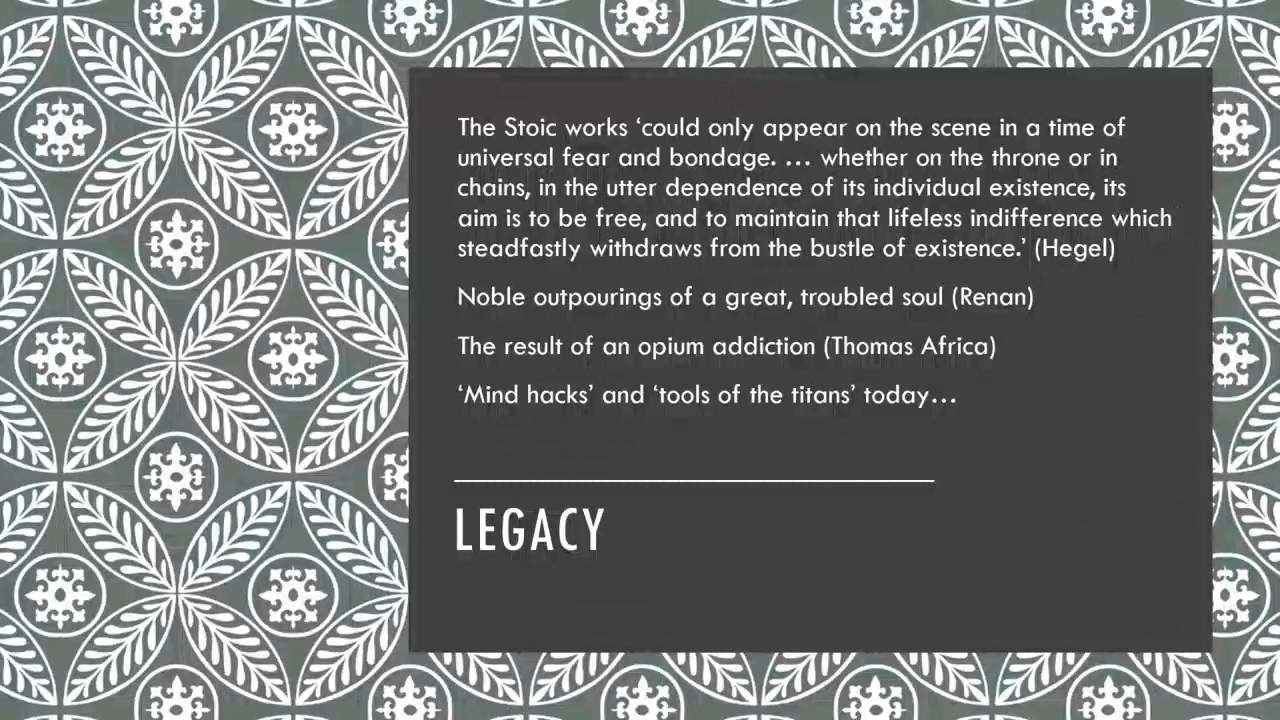 The Stoic works ‘could only appear on the scene in a time of
universal fear and bondage. … whether on the throne or in
chains, in the utter dependence of its individual existence, its
aim is to be free, and to maintain that lifeless indifference which
steadfastly withdraws from the bustle of existence.’ (Hegel)
Noble outpourings of a great, troubled soul (Renan)
The result of an opium addiction (Thomas Africa)
‘Mind hacks’ and ‘tools of the titans’ today…
LEGACY